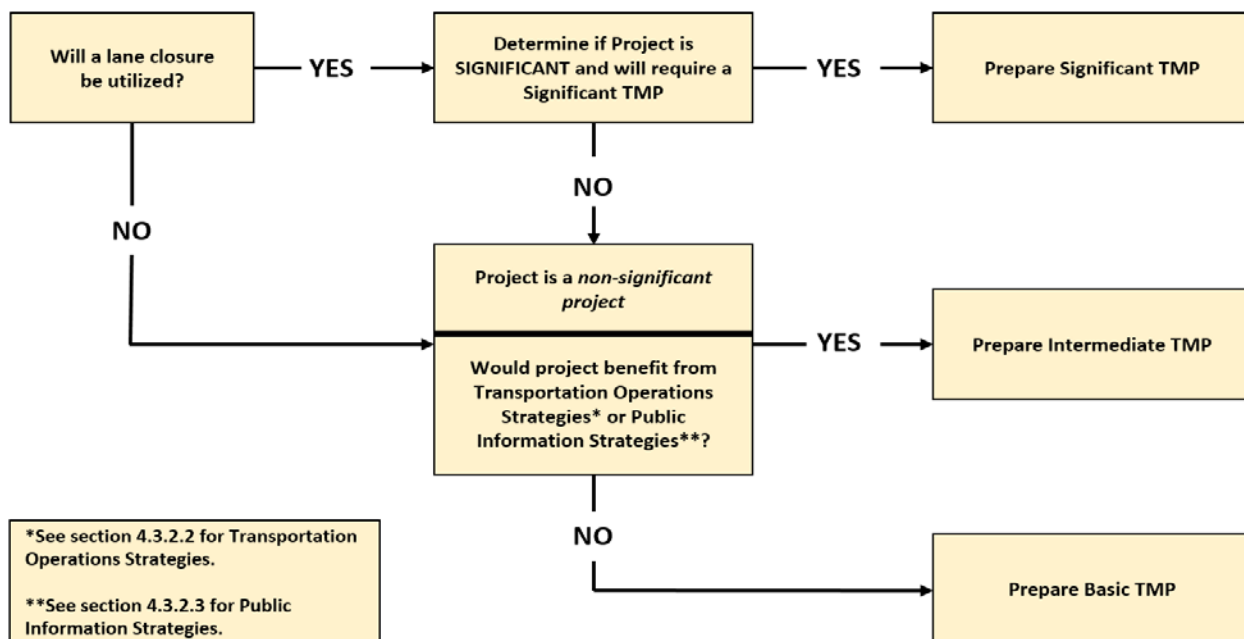 Will a lane closure
be utilized?
YES
Determine if Project is
SIGNIFICANT and will require a
Significant TMP
YES
Prepare Significant TMP
NO
NO
Project is a non-significant
project
Would project benefit from
Transportation Operations
Strategies* or Public
Information Strategies**?
YES
Prepare Intermediate TMP
NO
Prepare Basic TMP
*See section 4.3.2.2 for Transportation
Operations Strategies.
**See section 4.3.2.3 for Public
Information Strategies.